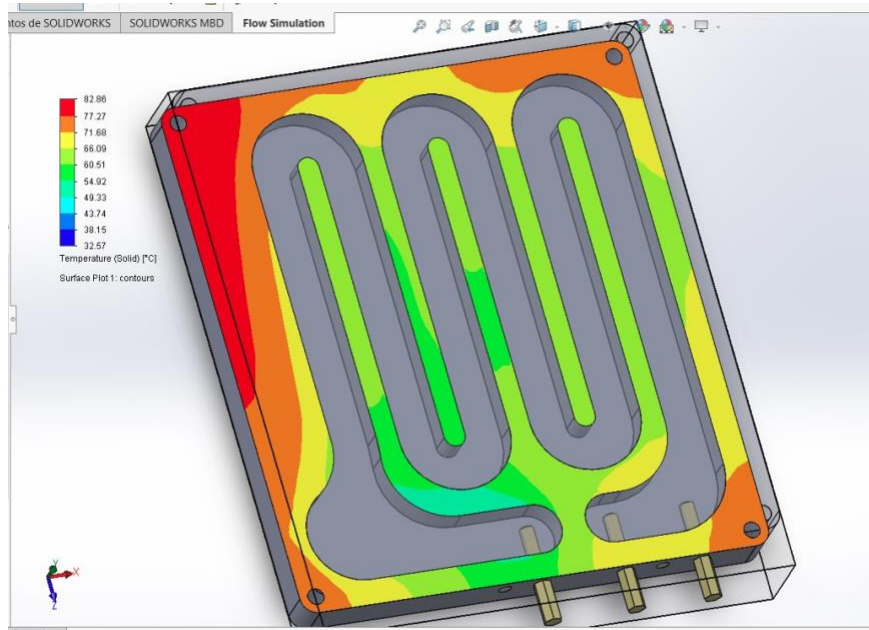 ntos de SOLIDWORKS SOLIDWORKS MBD Flow Simulation
82.86
77.27
71.68
66.09
60.51
54.92
49.33
43.74
38.15
32.57
Temperature (Solid) [°C]
Surface Plot 1: contours
Y
X
Z